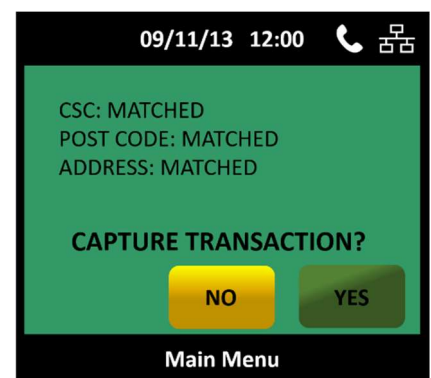 09/11/13 12:00
CSC: MATCHED
POST CODE: MATCHED
ADDRESS: MATCHED
CAPTURE TRANSACTION?
NO YES
Main Menu